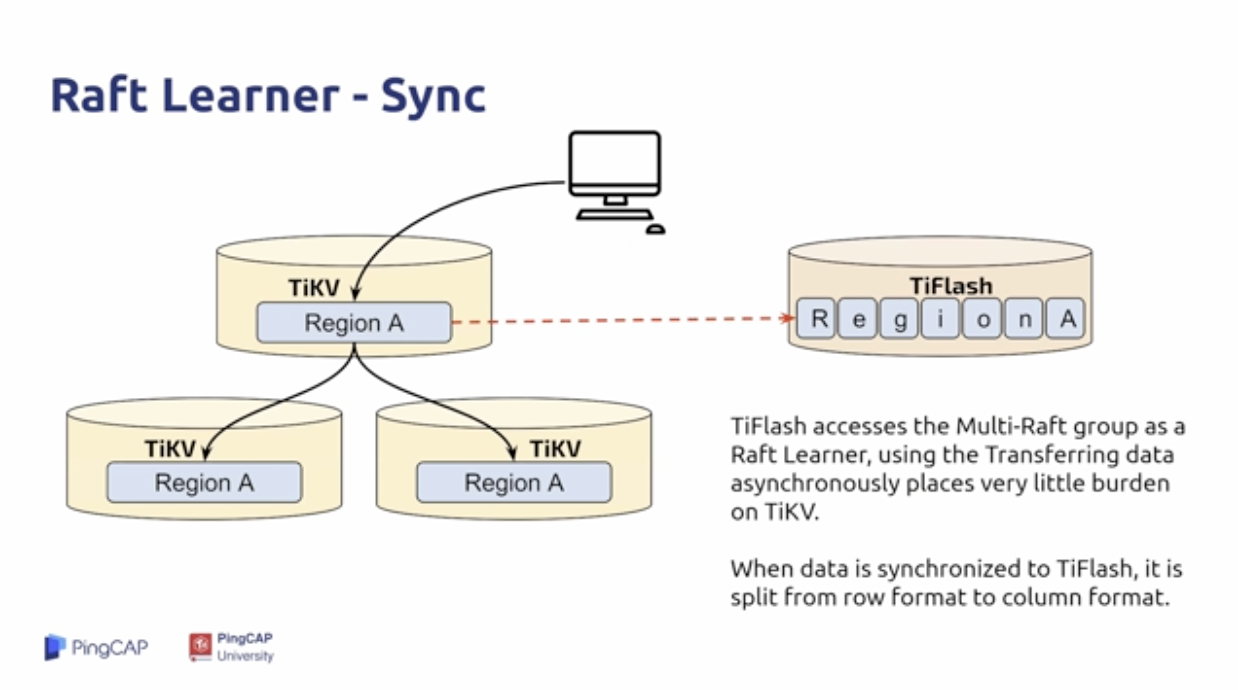 Raft Learner - Sync
TiKV
Region A
TiFlash
R e g i o n A
TiKV
Region A
TiKV
Region A
TiFlash accesses the Multi-Raft group as a
Raft Learner, using the Transferring data
asynchronously places very little burden
on TiKV.
When data is synchronized to TiFlash, it is
split from row format to column format.
PingCAP
PingCAP
University